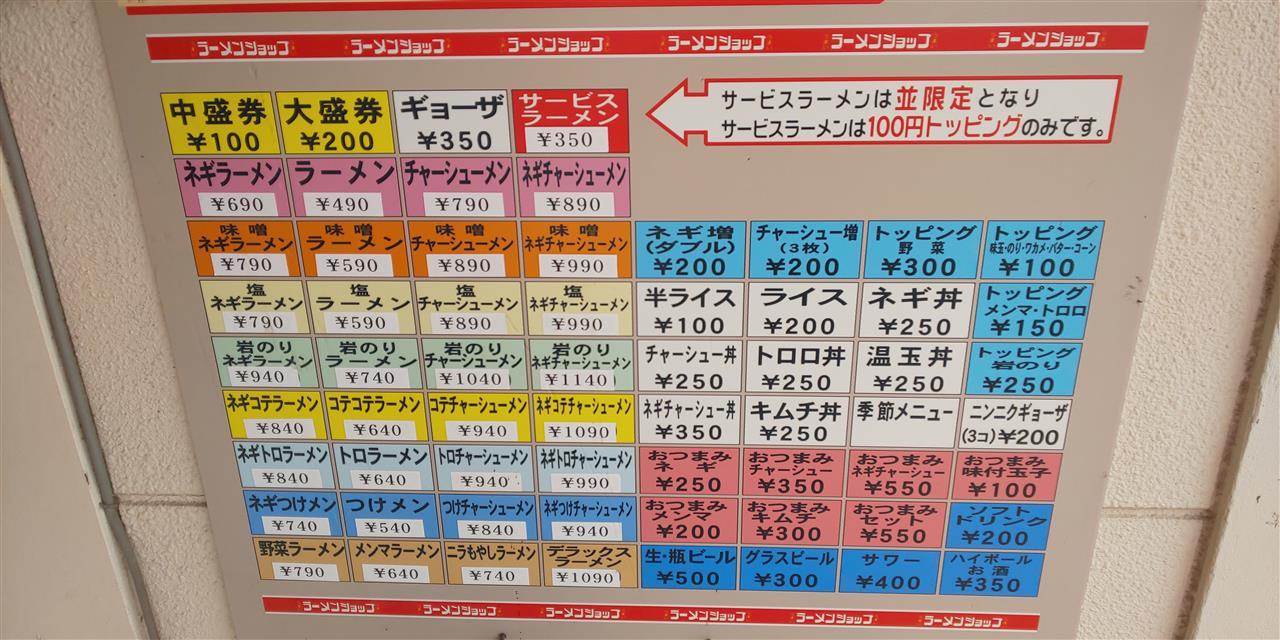 ラーメンショップ ラーメンショップ ラーメンショップ ラーメンショップ ラーメンショップ ラーメンショップ
サービスラーメンは並限定となり
サービスラーメンは100円トッピングのみです。
中盛券
¥100
大盛券
¥200
ギョーザ
¥350
サービス
ラーメン
¥350
ネギラーメン
¥690
ラーメン
¥490
チャーシューメン
¥790
ネギチャーシューメン
¥890
味噌
ネギラーメン
¥790
味噌
ラーメン
¥590
味噌
チャーシューメン
¥890
味噌
ネギチャーシューメン
¥990
ネギ増
(ダブル)
¥200
チャーシュー増
(3枚)
¥200
トッピング
野菜
¥300
トッピング
味玉・のり・ワカメ・バター・コーン
¥100
塩
ネギラーメン
¥790
塩
ラーメン
¥590
塩
チャーシューメン
¥890
塩
ネギチャーシューメン
¥990
半ライス
¥100
ライス
¥200
ネギ丼
¥250
トッピング
メンマ・トロロ
¥150
岩のり
ネギラーメン
¥940
岩のり
ラーメン
¥740
岩のり
チャーシューメン
¥1040
岩のり
ネギチャーシューメン
¥1140
チャーシュー丼
¥250
トロロ丼
¥250
温玉丼
¥250
トッピング
岩のり
¥250
ネギコテラーメン
¥840
コテコテラーメン
¥640
コテチャーシューメン
¥940
ネギコテチャーシューメン
¥1090
ネギチャーシュー丼
¥350
キムチ丼
¥250
季節メニュー
ニンニクギョーザ
(3コ)¥200
ネギトロラーメン
¥840
トロラーメン
¥640
トロチャーシューメン
¥940
ネギトロチャーシューメン
¥990
おつまみ
ネギ
¥250
おつまみ
チャーシュー
¥350
おつまみ
ネギチャーシュー
¥550
おつまみ
味付玉子
¥100
ネギつけメン
¥740
つけメン
¥540
つけチャーシューメン
¥840
ネギつけチャーシューメン
¥940
おつまみ
メンマ
¥200
おつまみ
キムチ
¥300
おつまみ
セット
¥550
ソフト
ドリンク
¥200
野菜ラーメン
¥790
メンマラーメン
¥640
ニラもやしラーメン
¥740
デラックス
ラーメン
¥1090
生・瓶ビール
¥500
グラスビール
¥300
サワー
¥400
ハイボール
お酒
¥350
ラーメンショップ ラーメンショップ ラーメンショップ ラーメンショップ ラーメンショップ ラーメンショップ